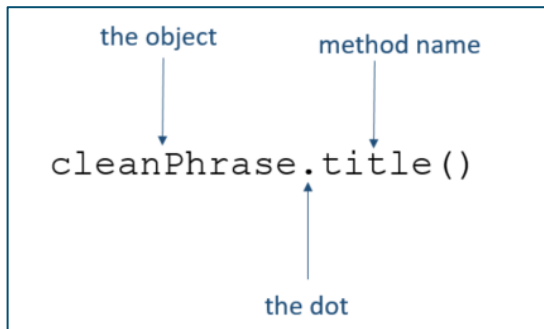 the object
method name
cleanPhrase.title()
the dot